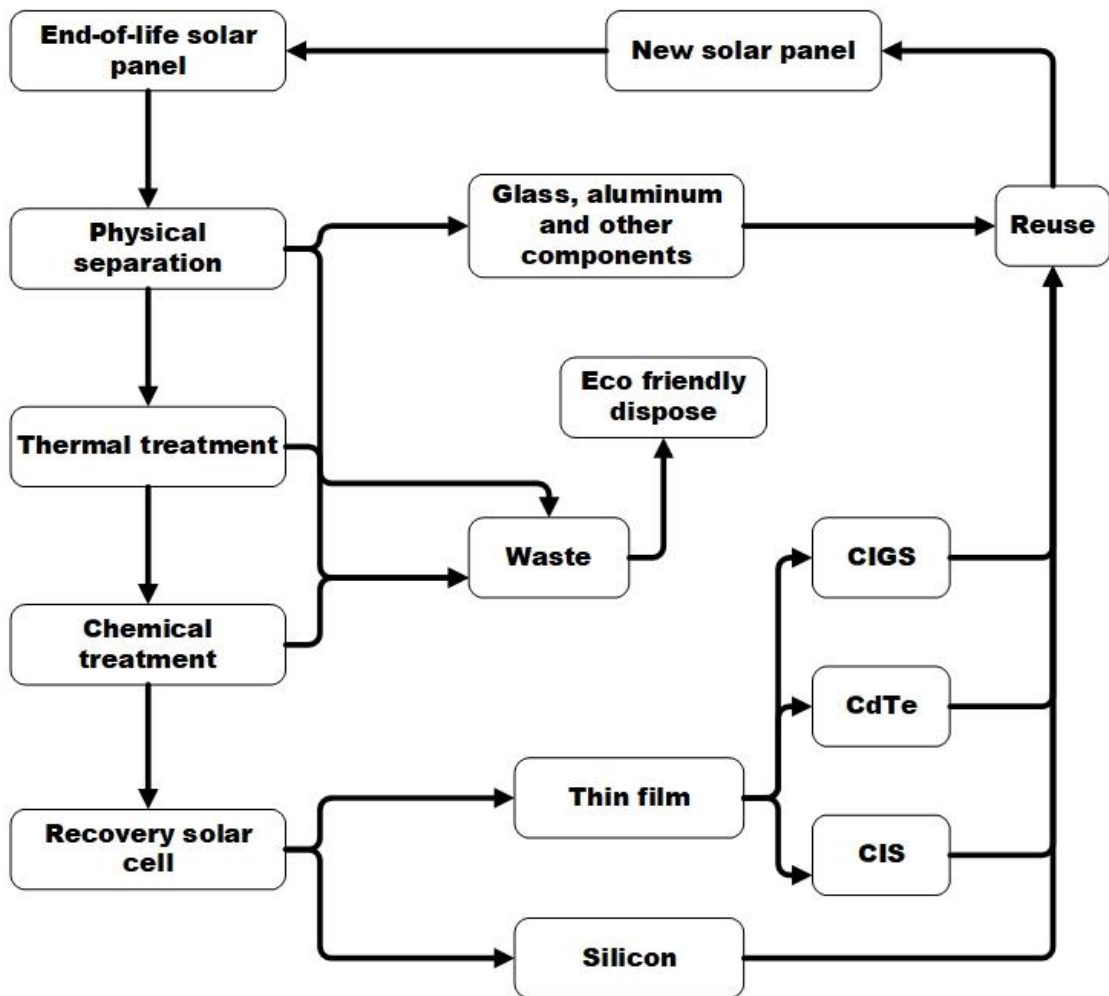 End-of-life solar
panel
New solar panel
Physical
separation
Glass, aluminum
and other
components
Reuse
Eco friendly
dispose
Thermal treatment
Waste
CIGS
Chemical
treatment
CdTe
Thin film
Recovery solar
cell
CIS
Silicon